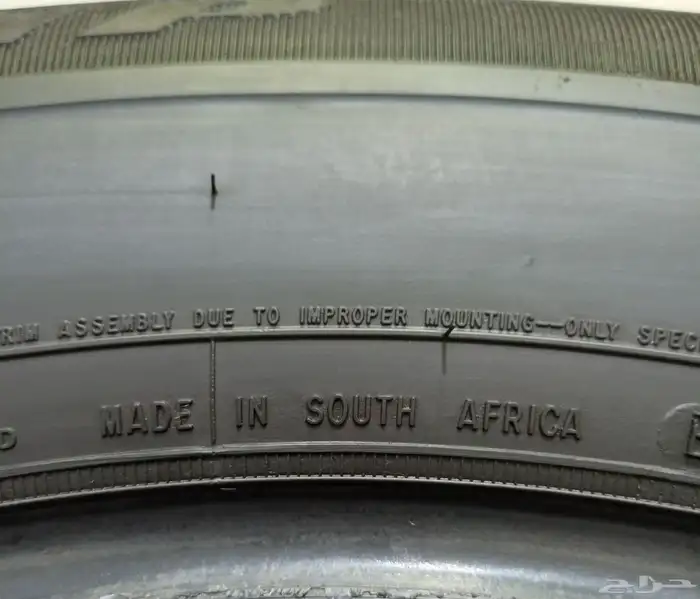 RIM ASSEMBLY DUE TO IMPROPER MOUNTING—ONLY SPEC
D MADE IN SOUTH AFRICA E
حراج